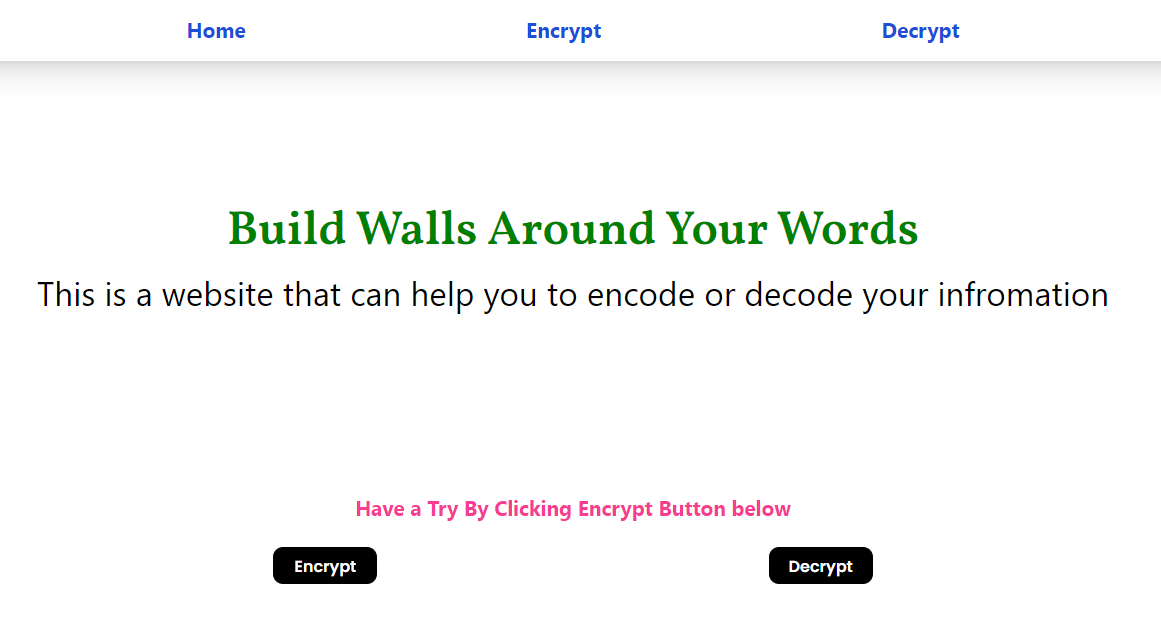 Home Encrypt Decrypt
Build Walls Around Your Words
This is a website that can help you to encode or decode your infromation
Have a Try By Clicking Encrypt Button below
Encrypt Decrypt